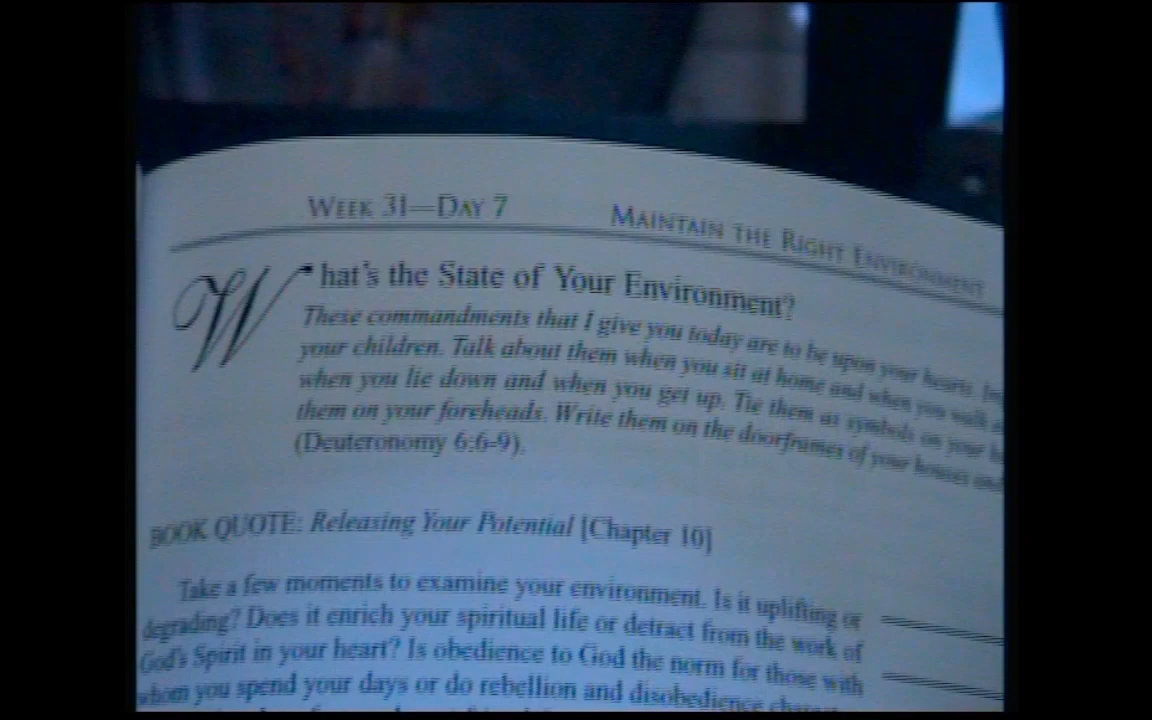 WEEK 31—DAY 7 MAINTAIN THE RIGHT ENVIRONMENT
What's the State of Your Environment?
These commandments that I give you today are to be upon your hearts.
your children. Talk about them when you sit at home and when you walk
when you lie down and when you get up. Tie them as symbols on your
them on your foreheads. Write them on the doorframes of your houses and
(Deuteronomy 6:6-9).
BOOK QUOTE: Releasing Your Potential [Chapter 10]
Take a few moments to examine your environment. Is it uplifting or
degrading? Does it enrich your spiritual life or detract from the work of
God's Spirit in your heart? Is obedience to God the norm for those with
whom you spend your days or do rebellion and disobedience